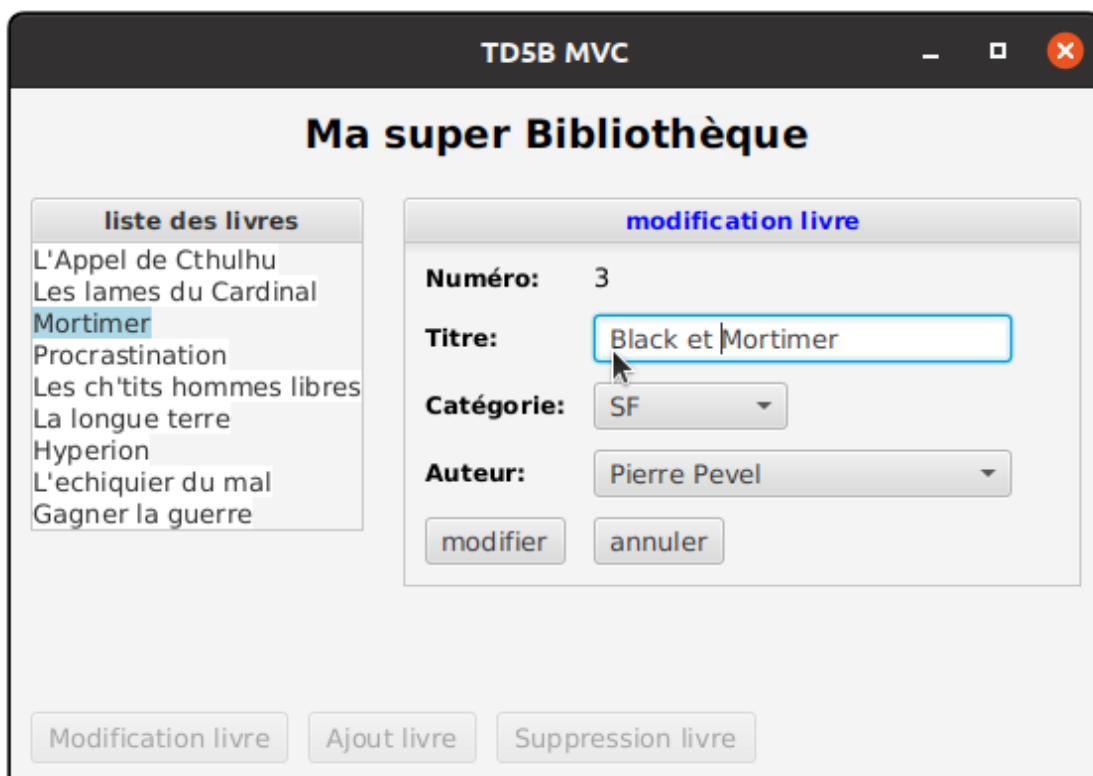 TD5B MVC
Ma super Bibliothèque
liste des livres
L'Appel de Cthulhu
Les lames du Cardinal
Mortimer
Procrastination
Les ch'tits hommes libres
La longue terre
Hyperion
L'echiquier du mal
Gagner la guerre
modification livre
Numéro: 3
Titre: Black et Mortimer
Catégorie: SF
Auteur: Pierre Pevel
modifier annuler
Modification livre Ajout livre Suppression livre